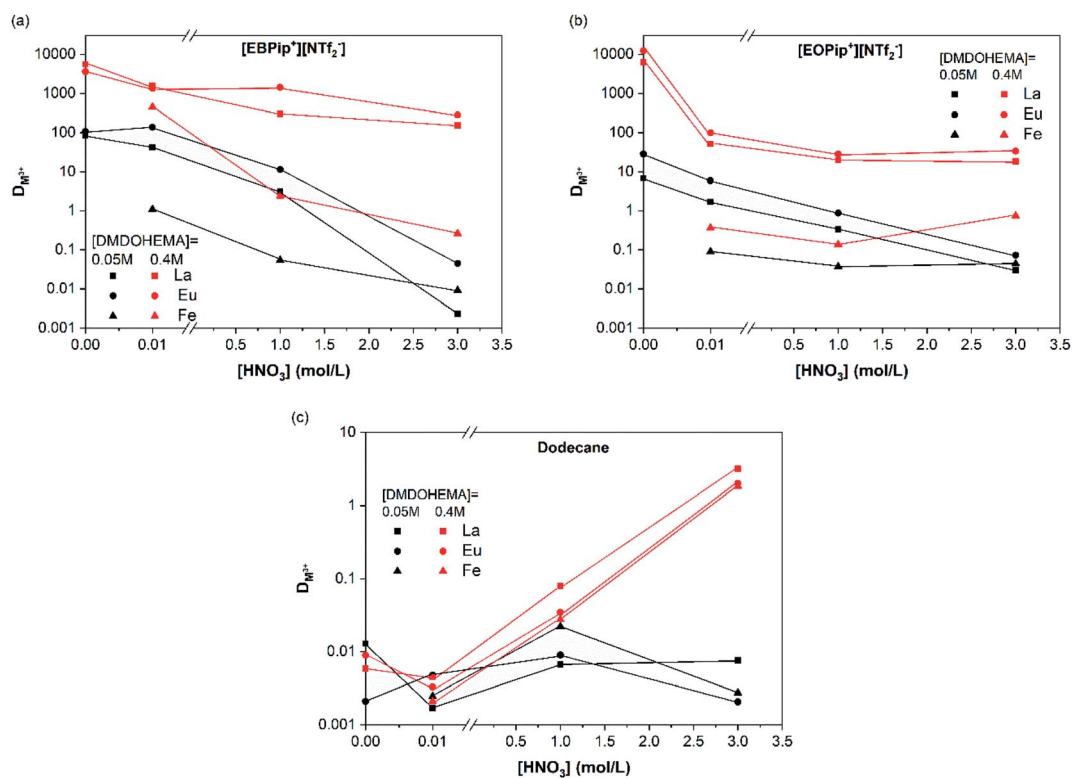 (a)
[EBPip⁺][NTf₂⁻]
10000
1000
100
10
1
0.1
0.01
0.001
D_M³⁺
[DMDOHEMA]=
0.05M 0.4M
La
Eu
Fe
0.00 0.01 0.5 1.0 1.5 2.0 2.5 3.0 3.5
[HNO₃] (mol/L)
(b)
[EOPip⁺][NTf₂⁻]
10000
1000
100
10
1
0.1
0.01
0.001
D_M³⁺
[DMDOHEMA]=
0.05M 0.4M
La
Eu
Fe
0.00 0.01 0.5 1.0 1.5 2.0 2.5 3.0 3.5
[HNO₃] (mol/L)
(c)
Dodecane
10
1
0.1
0.01
0.001
D_M³⁺
[DMDOHEMA]=
0.05M 0.4M
La
Eu
Fe
0.00 0.01 0.5 1.0 1.5 2.0 2.5 3.0 3.5
[HNO₃] (mol/L)